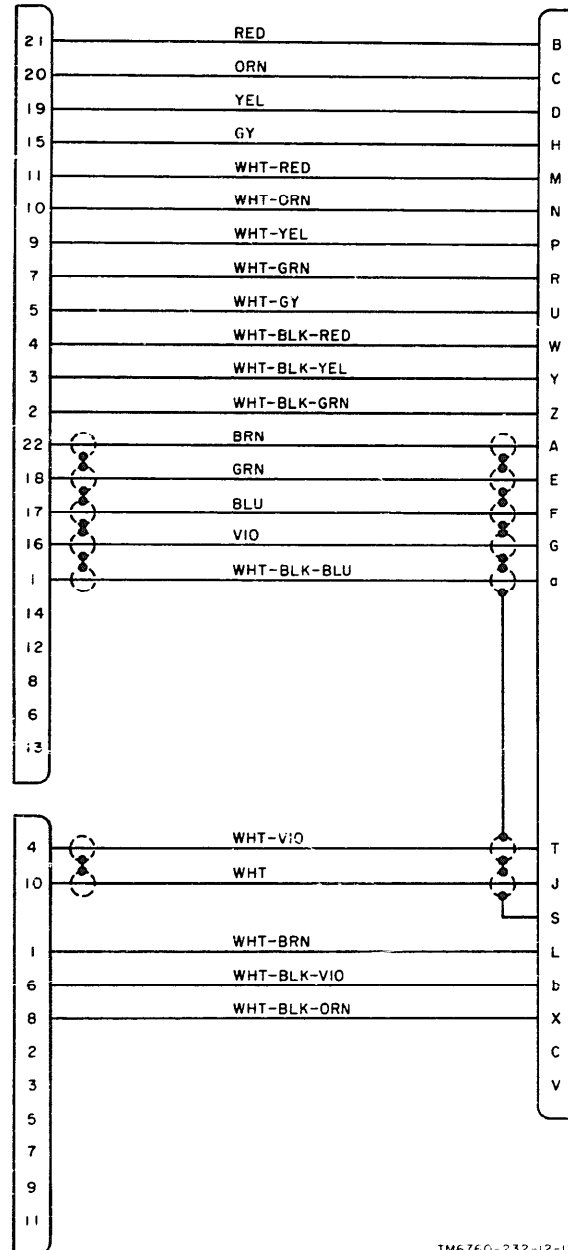 21 RED B
20 ORN C
19 YEL D
15 GY H
11 WHT-RED M
10 WHT-ORN N
9 WHT-YEL P
7 WHT-GRN R
5 WHT-GY U
4 WHT-BLK-RED W
3 WHT-BLK-YEL Y
2 WHT-BLK-GRN Z
22 BRN A
18 GRN E
17 BLU F
16 VIO G
1 WHT-BLK-BLU a
14
12
8
6
13
4 WHT-VIO T
10 WHT J
S
1 WHT-BRN L
6 WHT-BLK-VIO b
8 WHT-BLK-ORN X
2 C
3 V
5
7
9
11